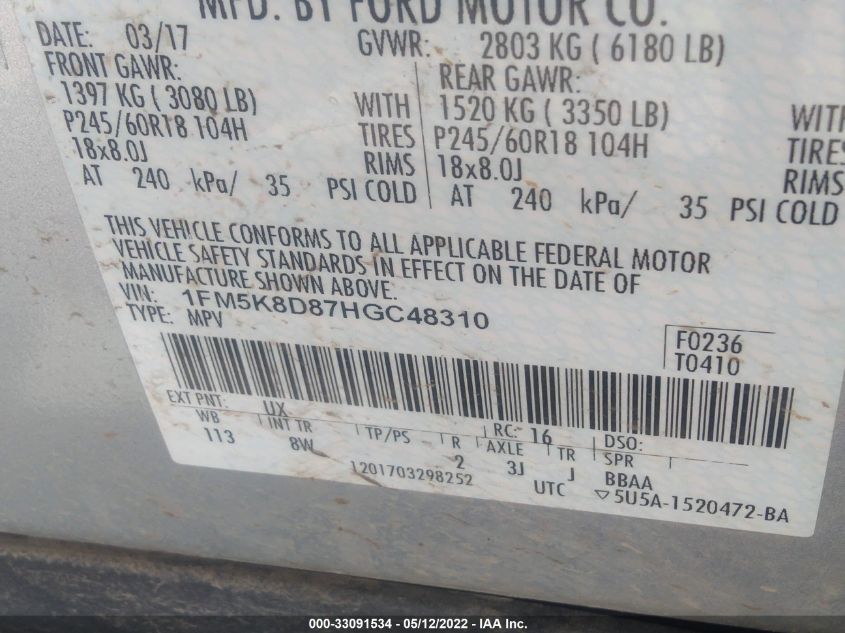 MFD. BY FORD MOTOR CO.
DATE: 03/17 GVWR: 2803 KG ( 6180 LB)
FRONT GAWR: REAR GAWR:
1397 KG ( 3080 LB) WITH 1520 KG ( 3350 LB) WITH
P245/60R18 104H TIRES P245/60R18 104H TIRES
18x8.0J RIMS 18x8.0J RIMS
AT 240 kPa/ 35 PSI COLD AT 240 kPa/ 35 PSI COLD
THIS VEHICLE CONFORMS TO ALL APPLICABLE FEDERAL MOTOR
VEHICLE SAFETY STANDARDS IN EFFECT ON THE DATE OF
MANUFACTURE SHOWN ABOVE.
VIN: 1FM5K8D87HGC48310
TYPE: MPV
F0236
T0410
EXT PNT: UX RC: 16 DSO:
WB INT TR TP/PS R AXLE TR SPR
113 8W 2 3J J BBAA
1201703298252 UTC ▽5U5A-1520472-BA
000-33091534 - 05/12/2022 - IAA Inc.